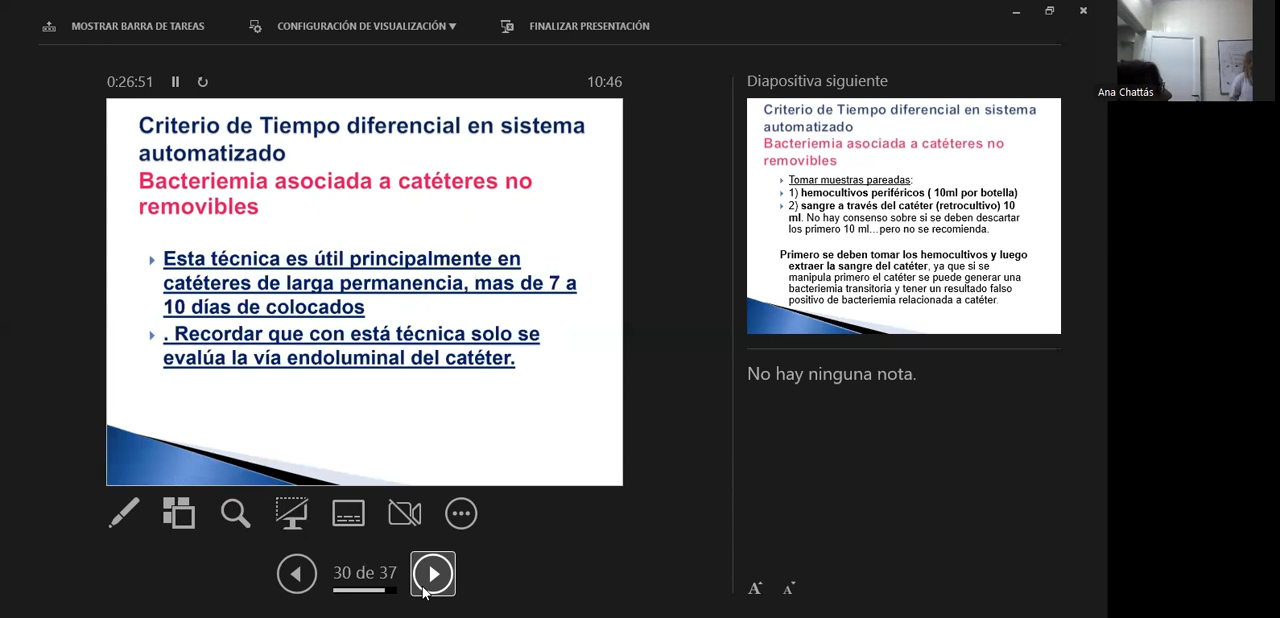 MOSTRAR BARRA DE TAREAS
CONFIGURACIÓN DE VISUALIZACIÓN ▼
FINALIZAR PRESENTACIÓN
Ana Chattás
0:26:51
10:46
Criterio de Tiempo diferencial en sistema
automatizado
Bacteriemia asociada a catéteres no
removibles
Esta técnica es útil principalmente en
catéteres de larga permanencia, mas de 7 a
10 días de colocados
. Recordar que con está técnica solo se
evalúa la vía endoluminal del catéter.
30 de 37
Diapositiva siguiente
Criterio de Tiempo diferencial en sistema
automatizado
Bacteriemia asociada a catéteres no
removibles
Tomar muestras pareadas:
1) hemocultivos periféricos ( 10ml por botella)
2) sangre a través del catéter (retrocultivo) 10
ml. No hay consenso sobre si se deben descartar
los primero 10 ml…pero no se recomienda.
Primero se deben tomar los hemocultivos y luego
extraer la sangre del catéter, ya que si se
manipula primero el catéter se puede generar una
bacteriemia transitoria y tener un resultado falso
positivo de bacteriemia relacionada a catéter.
No hay ninguna nota.
A A